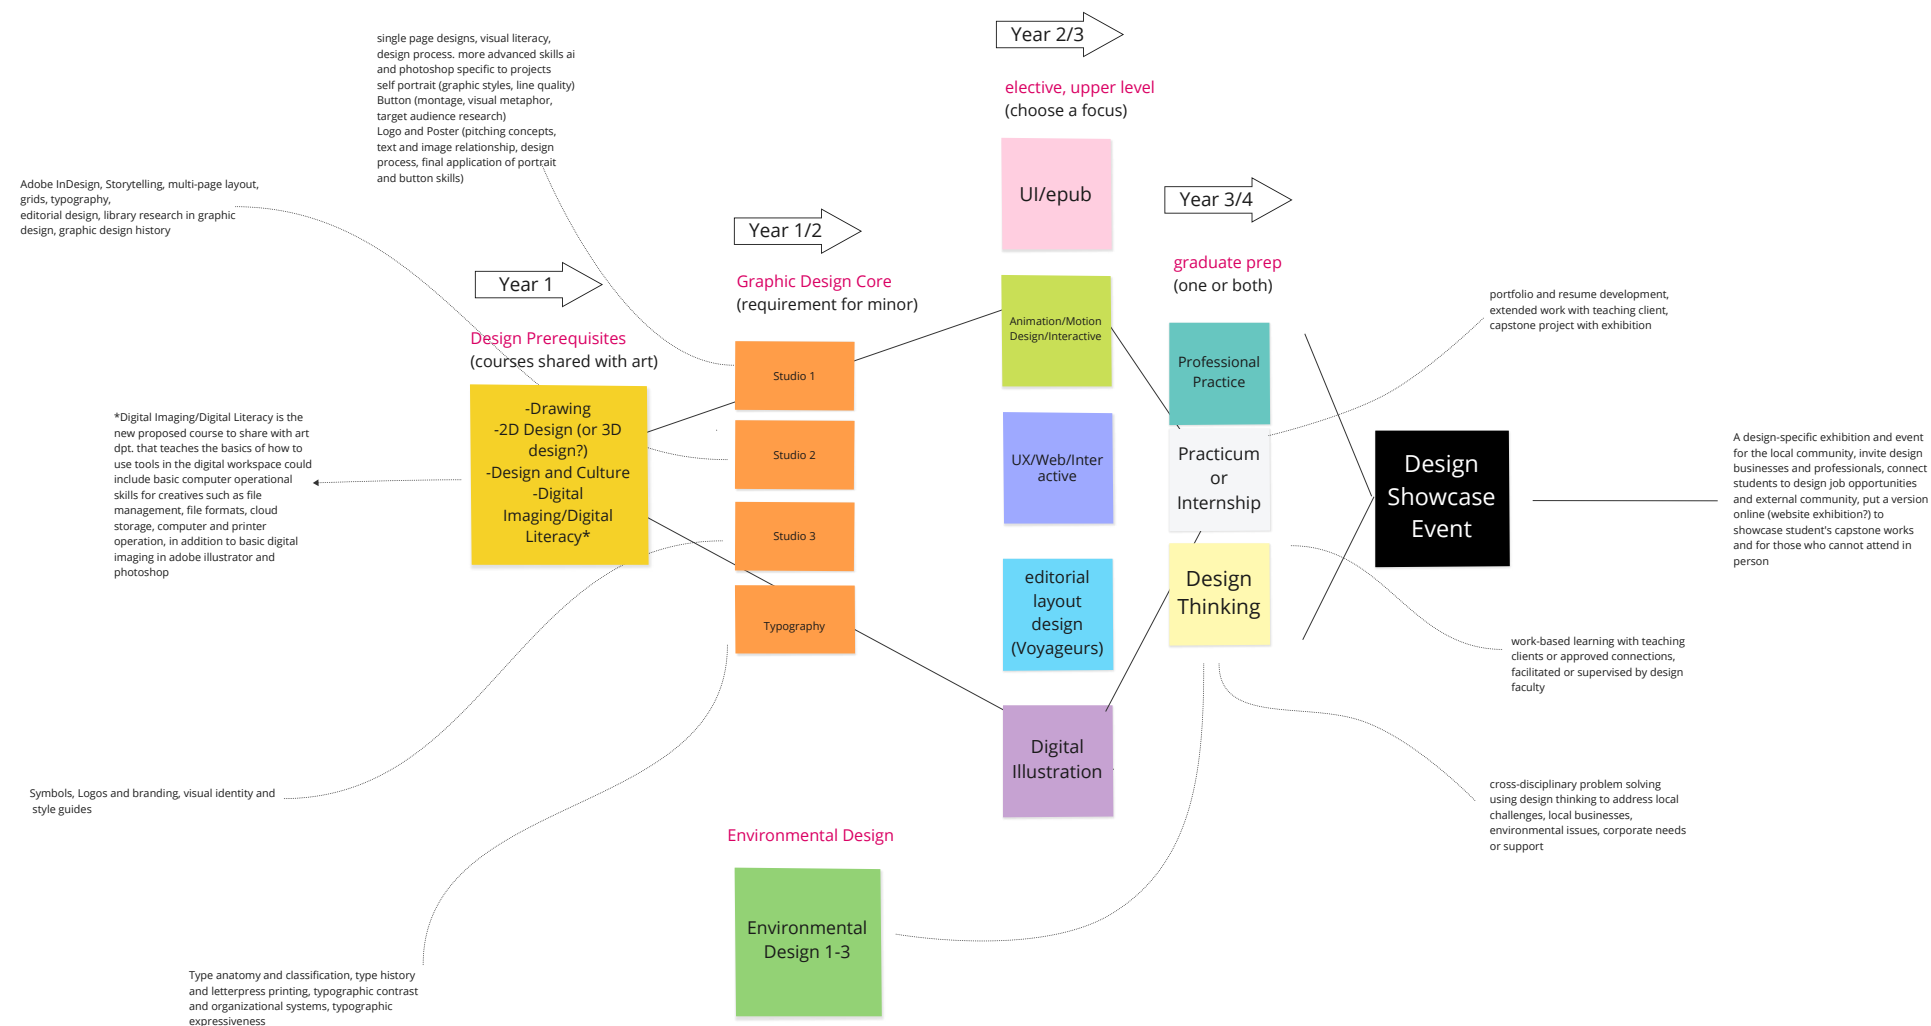 Year 2/3
elective, upper level
(choose a focus)
single page designs, visual literacy,
design process. more advanced skills ai
and photoshop specific to projects
self portrait (graphic styles, line quality)
Button (montage, visual metaphor,
target audience research)
Logo and Poster (pitching concepts,
text and image relationship, design
process, final application of portrait
and button skills)
Adobe InDesign, Storytelling, multi-page layout,
grids, typography,
editorial design, library research in graphic
design, graphic design history
Year 1
Design Prerequisites
(courses shared with art)
-Drawing
-2D Design (or 3D
design?)
-Design and Culture
-Digital
Imaging/Digital
Literacy*
*Digital Imaging/Digital Literacy is the
new proposed course to share with art
dpt. that teaches the basics of how to
use tools in the digital workspace could
include basic computer operational
skills for creatives such as file
management, file formats, cloud
storage, computer and printer
operation, in addition to basic digital
imaging in adobe illustrator and
photoshop
Year 1/2
Graphic Design Core
(requirement for minor)
Studio 1
Studio 2
Studio 3
Typography
UI/epub
Animation/Motion
Design/Interactive
UX/Web/Inter
active
editorial
layout
design
(Voyageurs)
Digital
Illustration
Year 3/4
graduate prep
(one or both)
Professional
Practice
Practicum
or
Internship
Design
Thinking
portfolio and resume development,
extended work with teaching client,
capstone project with exhibition
Design
Showcase
Event
A design-specific exhibition and event
for the local community, invite design
businesses and professionals, connect
students to design job opportunities
and external community, put a version
online (website exhibition?) to
showcase student's capstone works
and for those who cannot attend in
person
work-based learning with teaching
clients or approved connections,
facilitated or supervised by design
faculty
cross-disciplinary problem solving
using design thinking to address local
challenges, local businesses,
environmental issues, corporate needs
or support
Symbols, Logos and branding, visual identity and
style guides
Environmental Design
Environmental
Design 1-3
Type anatomy and classification, type history
and letterpress printing, typographic contrast
and organizational systems, typographic
expressiveness